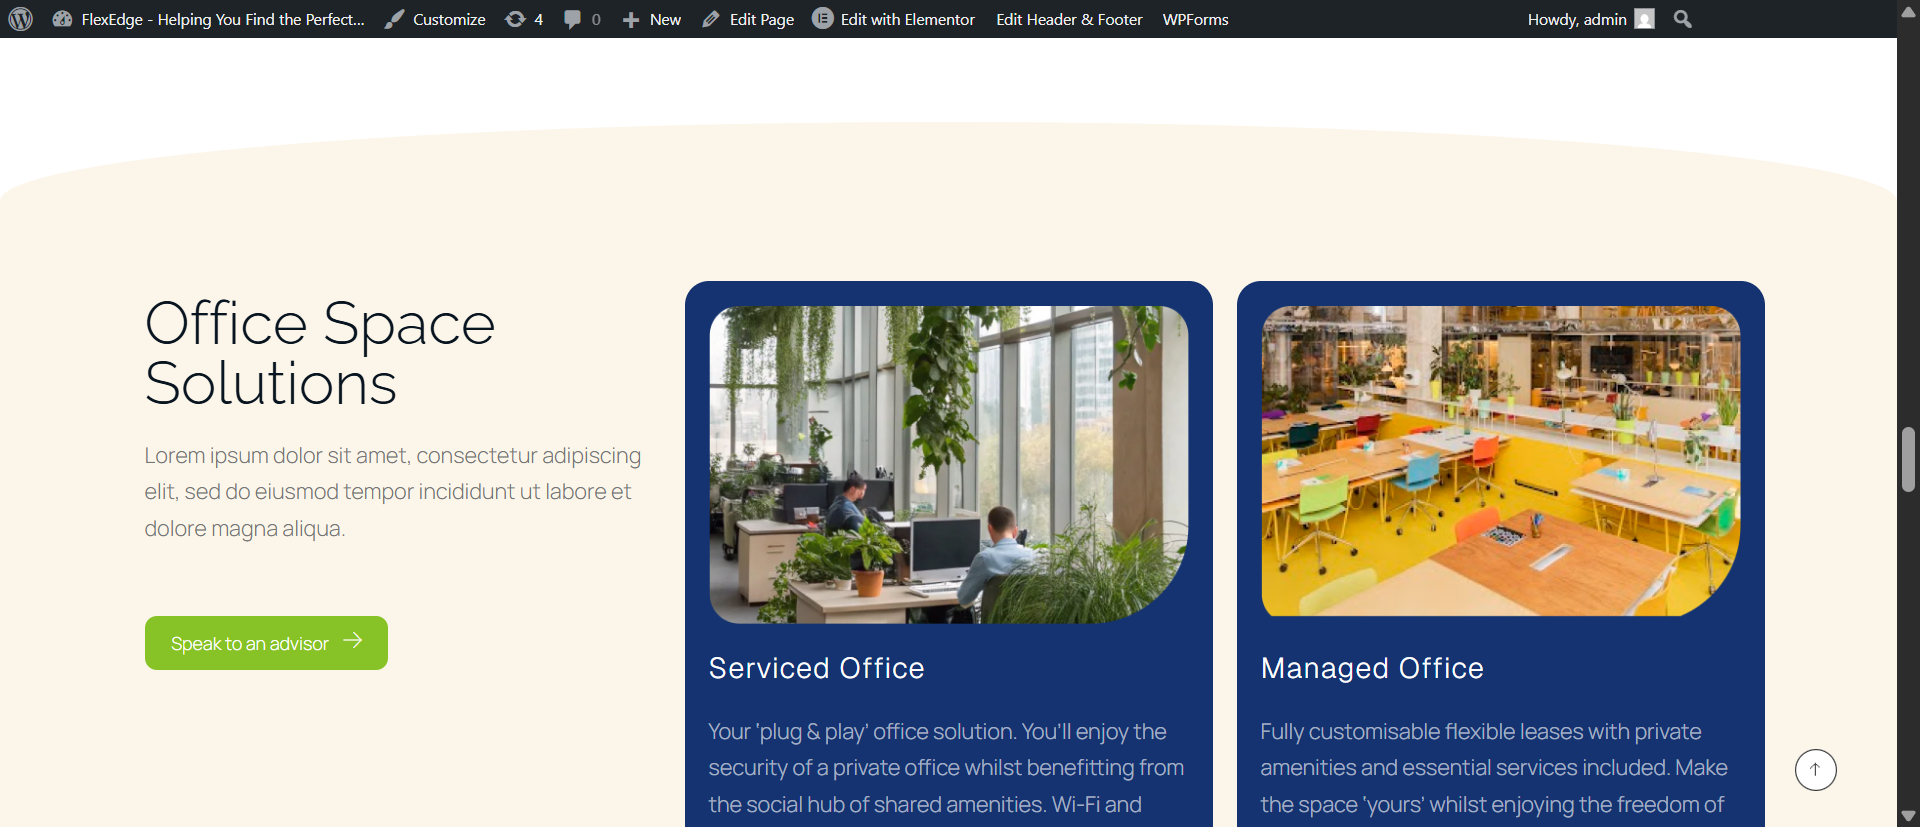 FlexEdge - Helping You Find the Perfect... Customize 4 0 New Edit Page Edit with Elementor Edit Header & Footer WPForms Howdy, admin
Office Space
Solutions
Lorem ipsum dolor sit amet, consectetur adipiscing
elit, sed do eiusmod tempor incididunt ut labore et
dolore magna aliqua.
Speak to an advisor
Serviced Office
Your ‘plug & play’ office solution. You’ll enjoy the
security of a private office whilst benefitting from
the social hub of shared amenities. Wi-Fi and
Managed Office
Fully customisable flexible leases with private
amenities and essential services included. Make
the space ‘yours’ whilst enjoying the freedom of